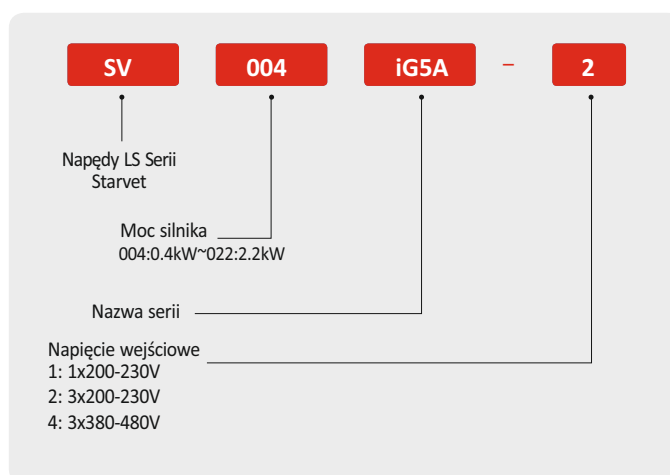 SV 004 iG5A – 2
Napędy LS Serii
Starvet
Moc silnika
004:0.4kW~022:2.2kW
Nazwa serii
Napięcie wejściowe
1: 1x200-230V
2: 3x200-230V
4: 3x380-480V